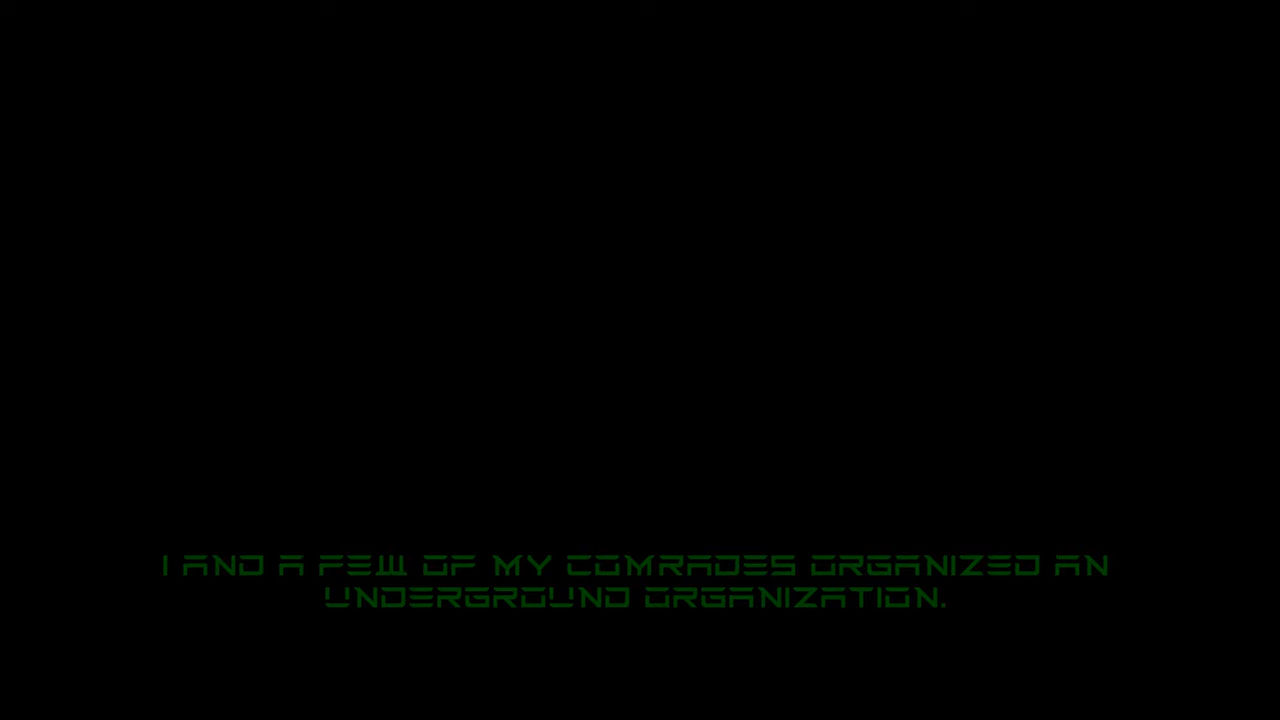 I AND A FEW OF MY COMRADES ORGANIZED AN
UNDERGROUND ORGANIZATION.